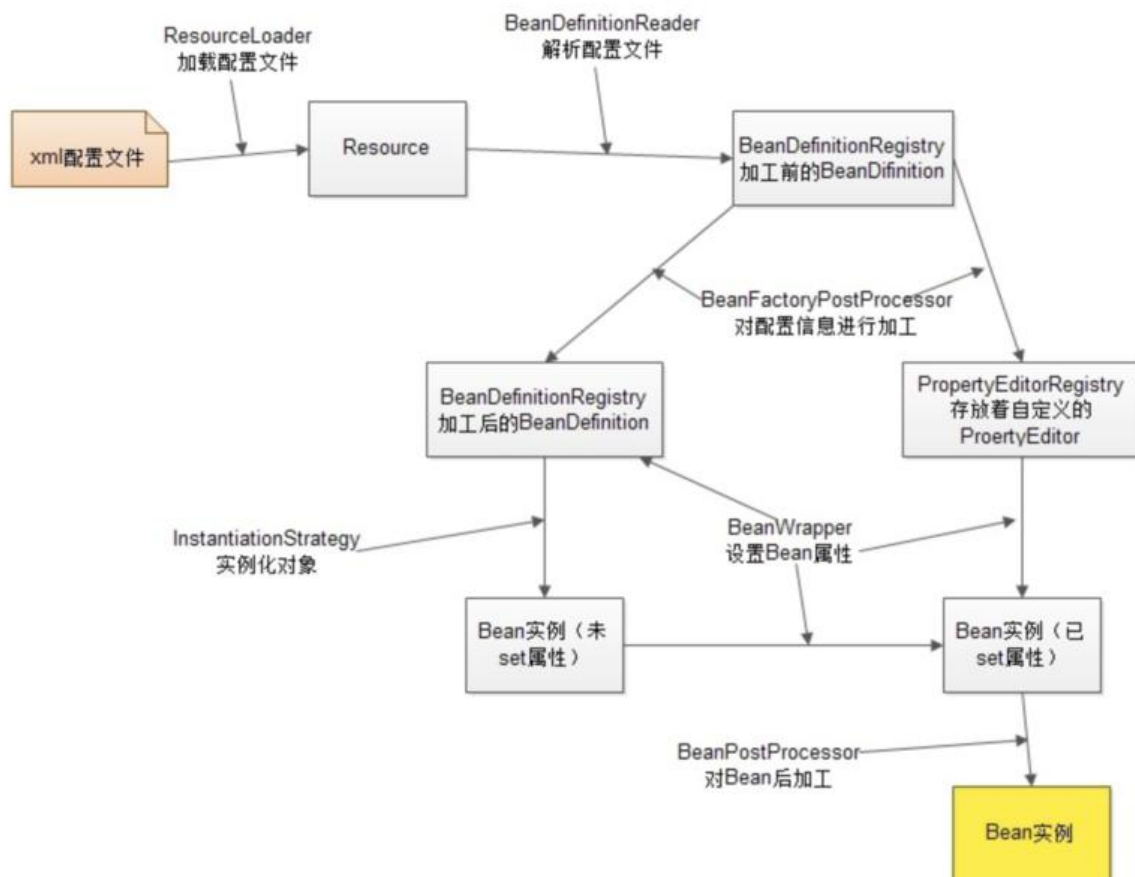 ResourceLoader
加载配置文件
BeanDefinitionReader
解析配置文件
xml配置文件
Resource
BeanDefinitionRegistry
加工前的BeanDifinition
BeanFactoryPostProcessor
对配置信息进行加工
BeanDefinitionRegistry
加工后的BeanDefinition
PropertyEditorRegistry
存放着自定义的
ProertyEditor
InstantiationStrategy
实例化对象
BeanWrapper
设置Bean属性
Bean实例（未
set属性）
Bean实例（已
set属性）
BeanPostProcessor
对Bean后加工
Bean实例